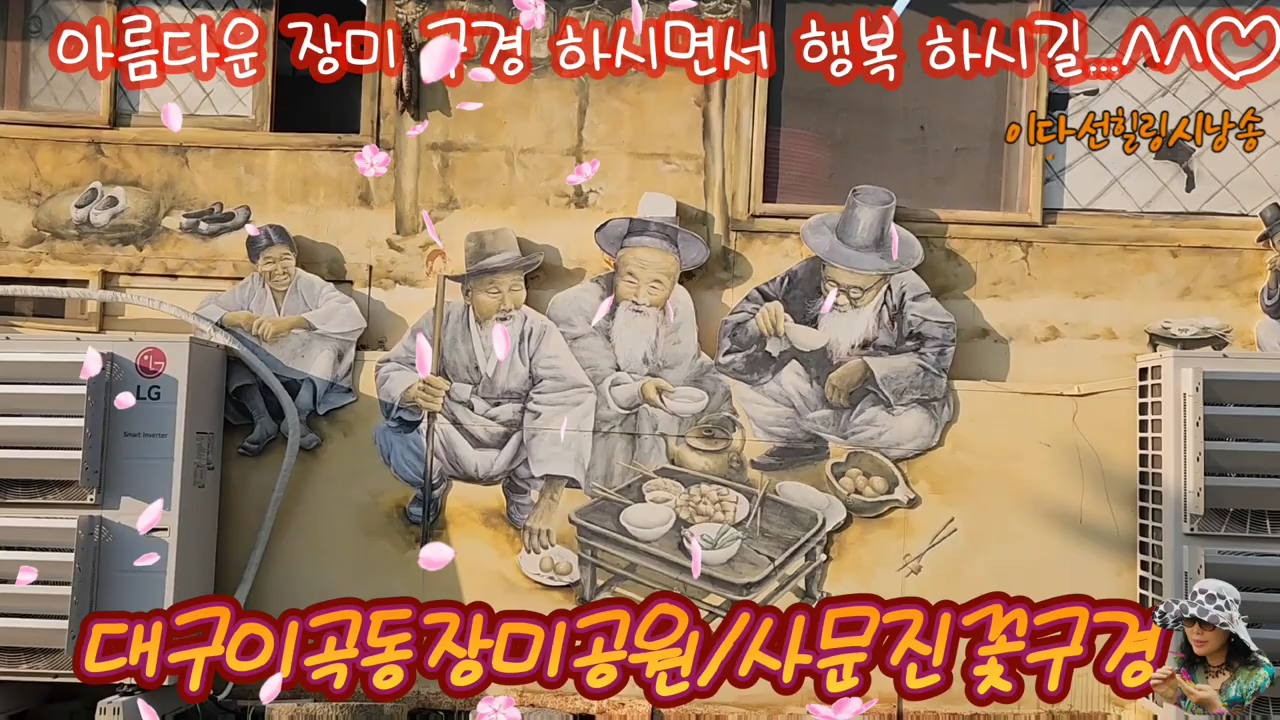 아름다운 장미 구경 하시면서 행복 하시길...^^♡
이다선힐링시낭송
LG
Smart Inverter
대구이곡동장미공원/사문진꽃구경